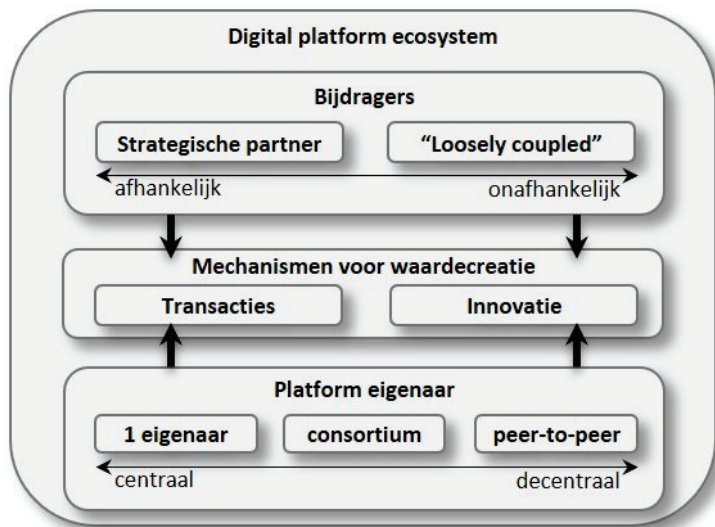 Digital platform ecosystem
Bijdragers
Strategische partner
“Loosely coupled”
afhankelijk
onafhankelijk
Mechanismen voor waardecreatie
Transacties
Innovatie
Platform eigenaar
1 eigenaar
consortium
peer-to-peer
centraal
decentraal